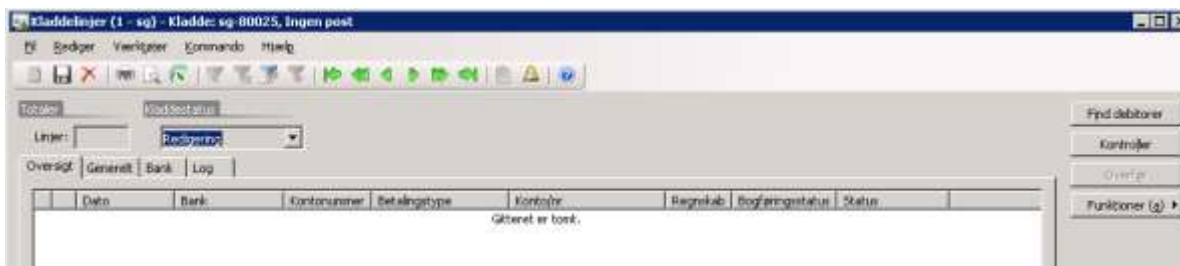 Kladdelinjer (1 - sg) - Kladde: sg-80025, Ingen post
Fil Rediger Værktøjer Kommando Hjælp
Totaler Kladdestatus
Find debitorer
Linjer: Redigering
Kontroller
Oversigt Generelt Bank Log
Overfør
Dato Bank Kontonummer Betalingstype Konto/nr Regnskab Bogføringsstatus Status
Funktioner (a)
Gitteret er tomt.